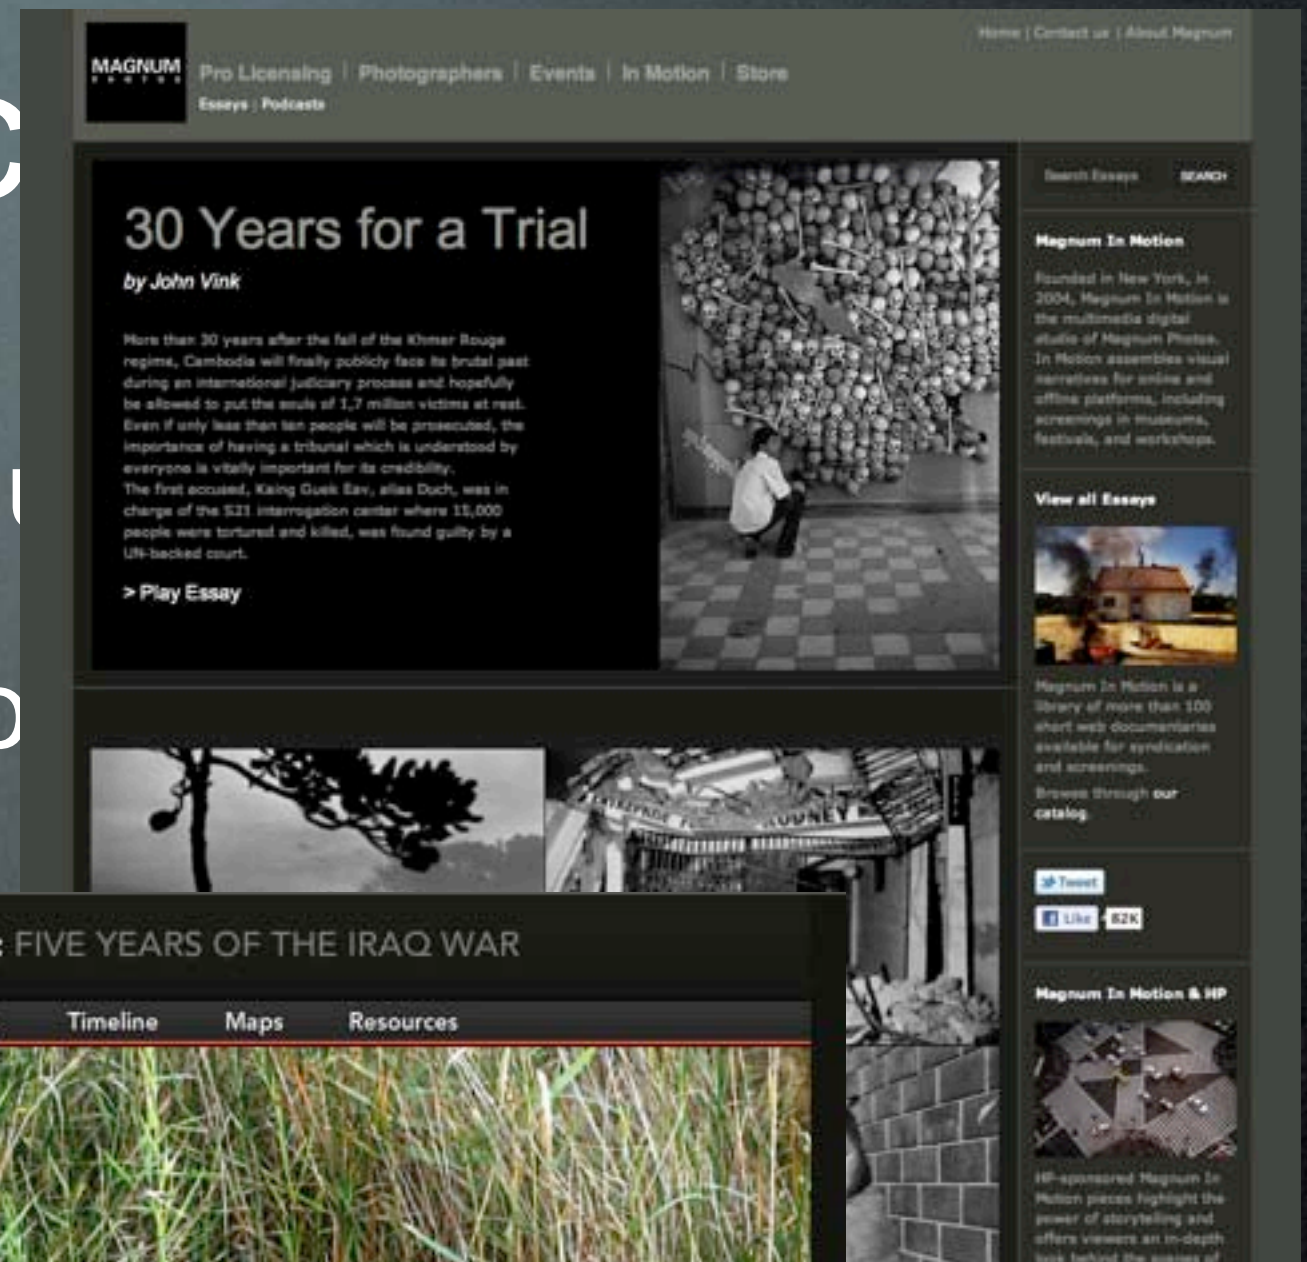 Home | Contact us | About Magnum
MAGNUM
PHOTOS
Pro Licensing | Photographers | Events | In Motion | Store
Essays | Podcasts
Search Essays SEARCH
30 Years for a Trial
by John Vink
More than 30 years after the fall of the Khmer Rouge
regime, Cambodia will finally publicly face its brutal past
during an international judiciary process and hopefully
be allowed to put the souls of 1,7 million victims at rest.
Even if only less than ten people will be prosecuted, the
importance of having a tribunal which is understood by
everyone is vitally important for its credibility.
The first accused, Kaing Guek Eav, alias Duch, was in
charge of the S21 interrogation center where 15,000
people were tortured and killed, was found guilty by a
UN-backed court.
> Play Essay
Magnum In Motion
Founded in New York, in
2004, Magnum In Motion is
the multimedia digital
studio of Magnum Photos.
In Motion assembles visual
narratives for online and
offline platforms, including
screenings in museums,
festivals, and workshops.
View all Essays
Magnum In Motion is a
library of more than 100
short web documentaries
available for syndication
and screenings.
Browse through our
catalog.
Tweet
Like 82K
Magnum In Motion & HP
HP-sponsored Magnum In
Motion pieces highlight the
power of storytelling and
offers viewers an in-depth
look behind the scenes of
: FIVE YEARS OF THE IRAQ WAR
Timeline Maps Resources